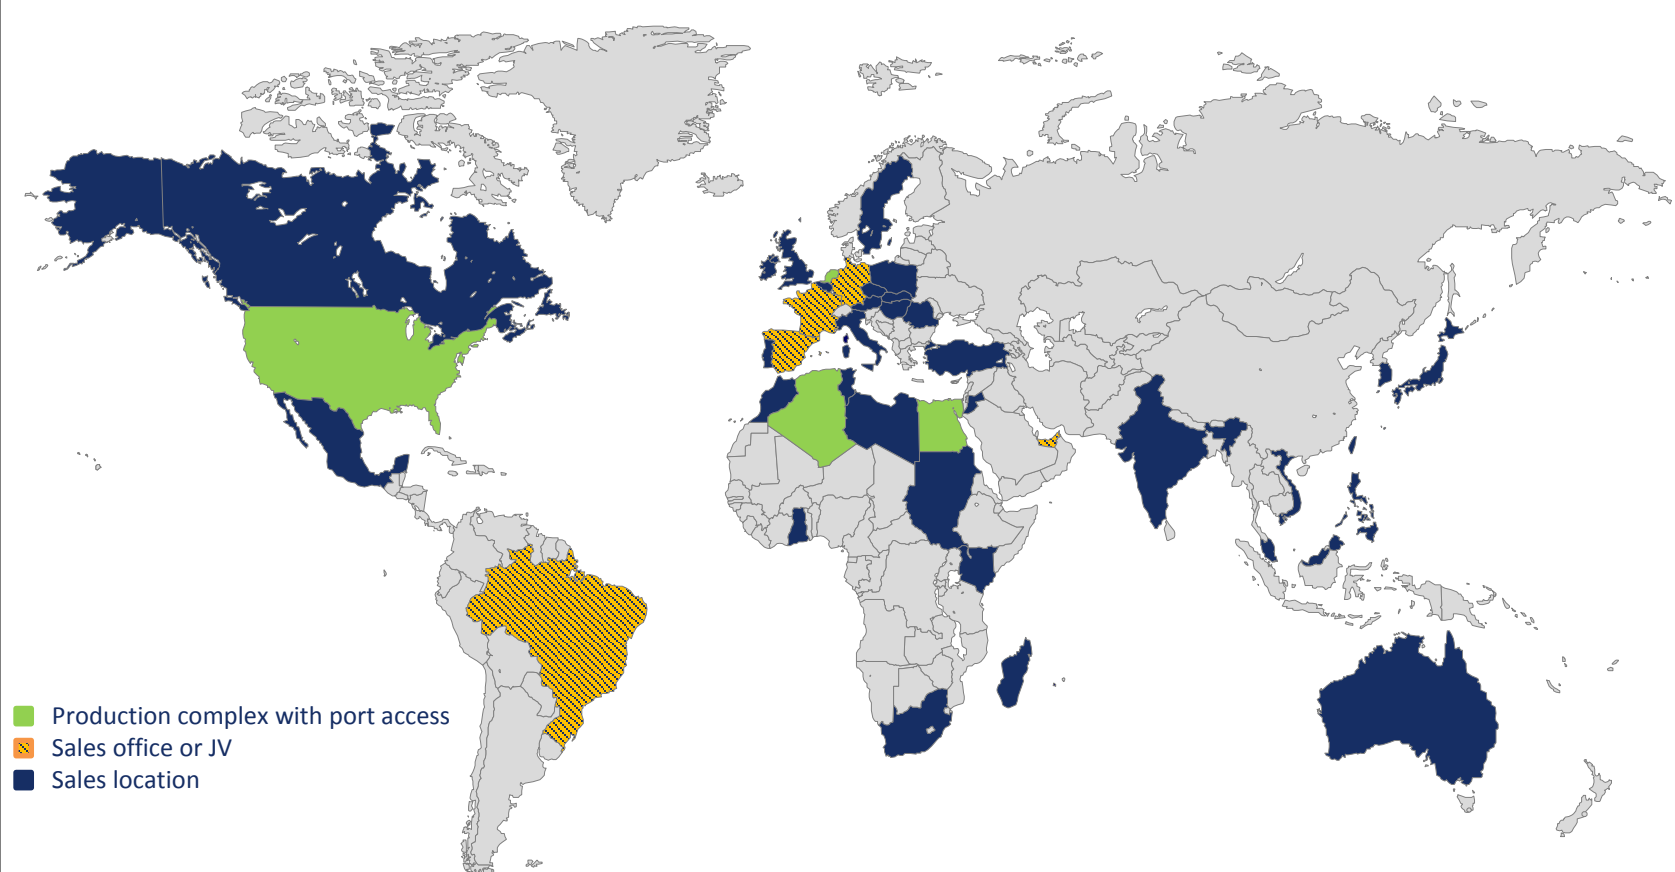 Production complex with port access
Sales office or JV
Sales location